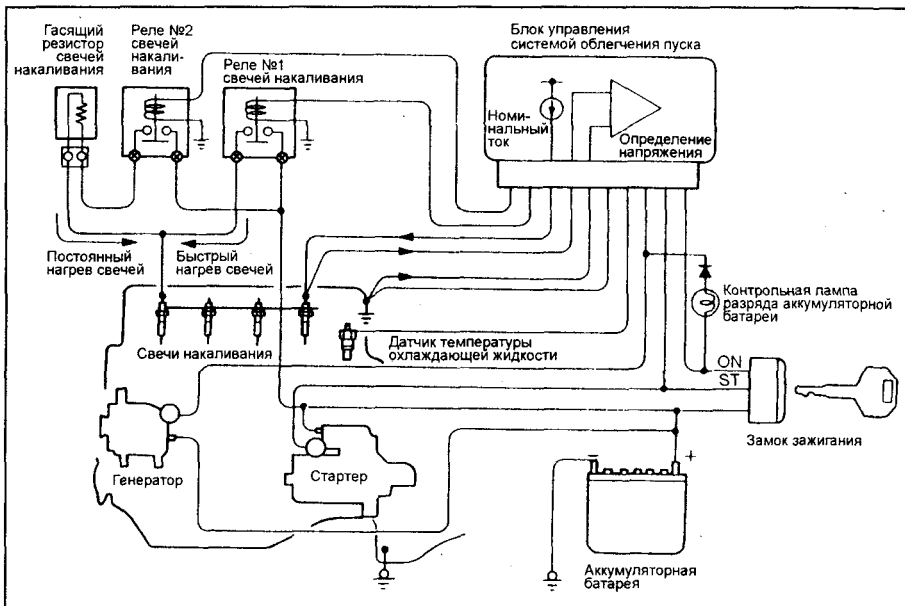 Гасящий
резистор
свечей
накаливания
Реле №2
свечей
накали-
вания
Реле №1
свечей накаливания
Блок управления
системой облегчения пуска
Номи-
нальный
ток
Определение
напряжения
Постоянный
нагрев свечей
Быстрый
нагрев свечей
Контрольная лампа
разряда аккумуляторной
батареи
Свечи накаливания
Датчик температуры
охлаждающей жидкости
ON
ST
Замок зажигания
Генератор
Стартер
+
Аккумуляторная
батарея